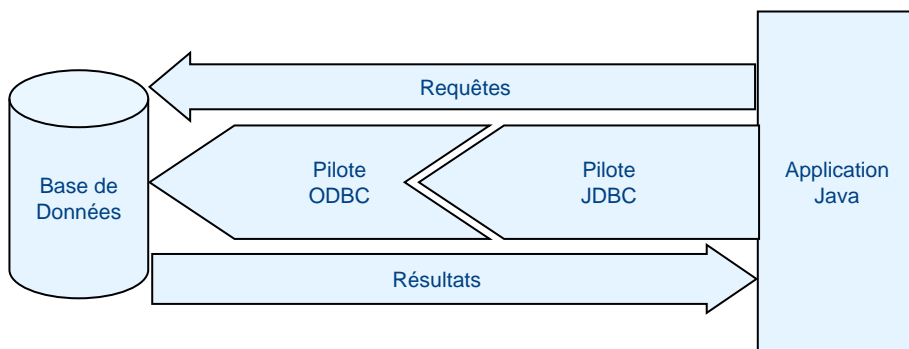 Requêtes
Base de
Données
Pilote
ODBC
Pilote
JDBC
Application
Java
Résultats